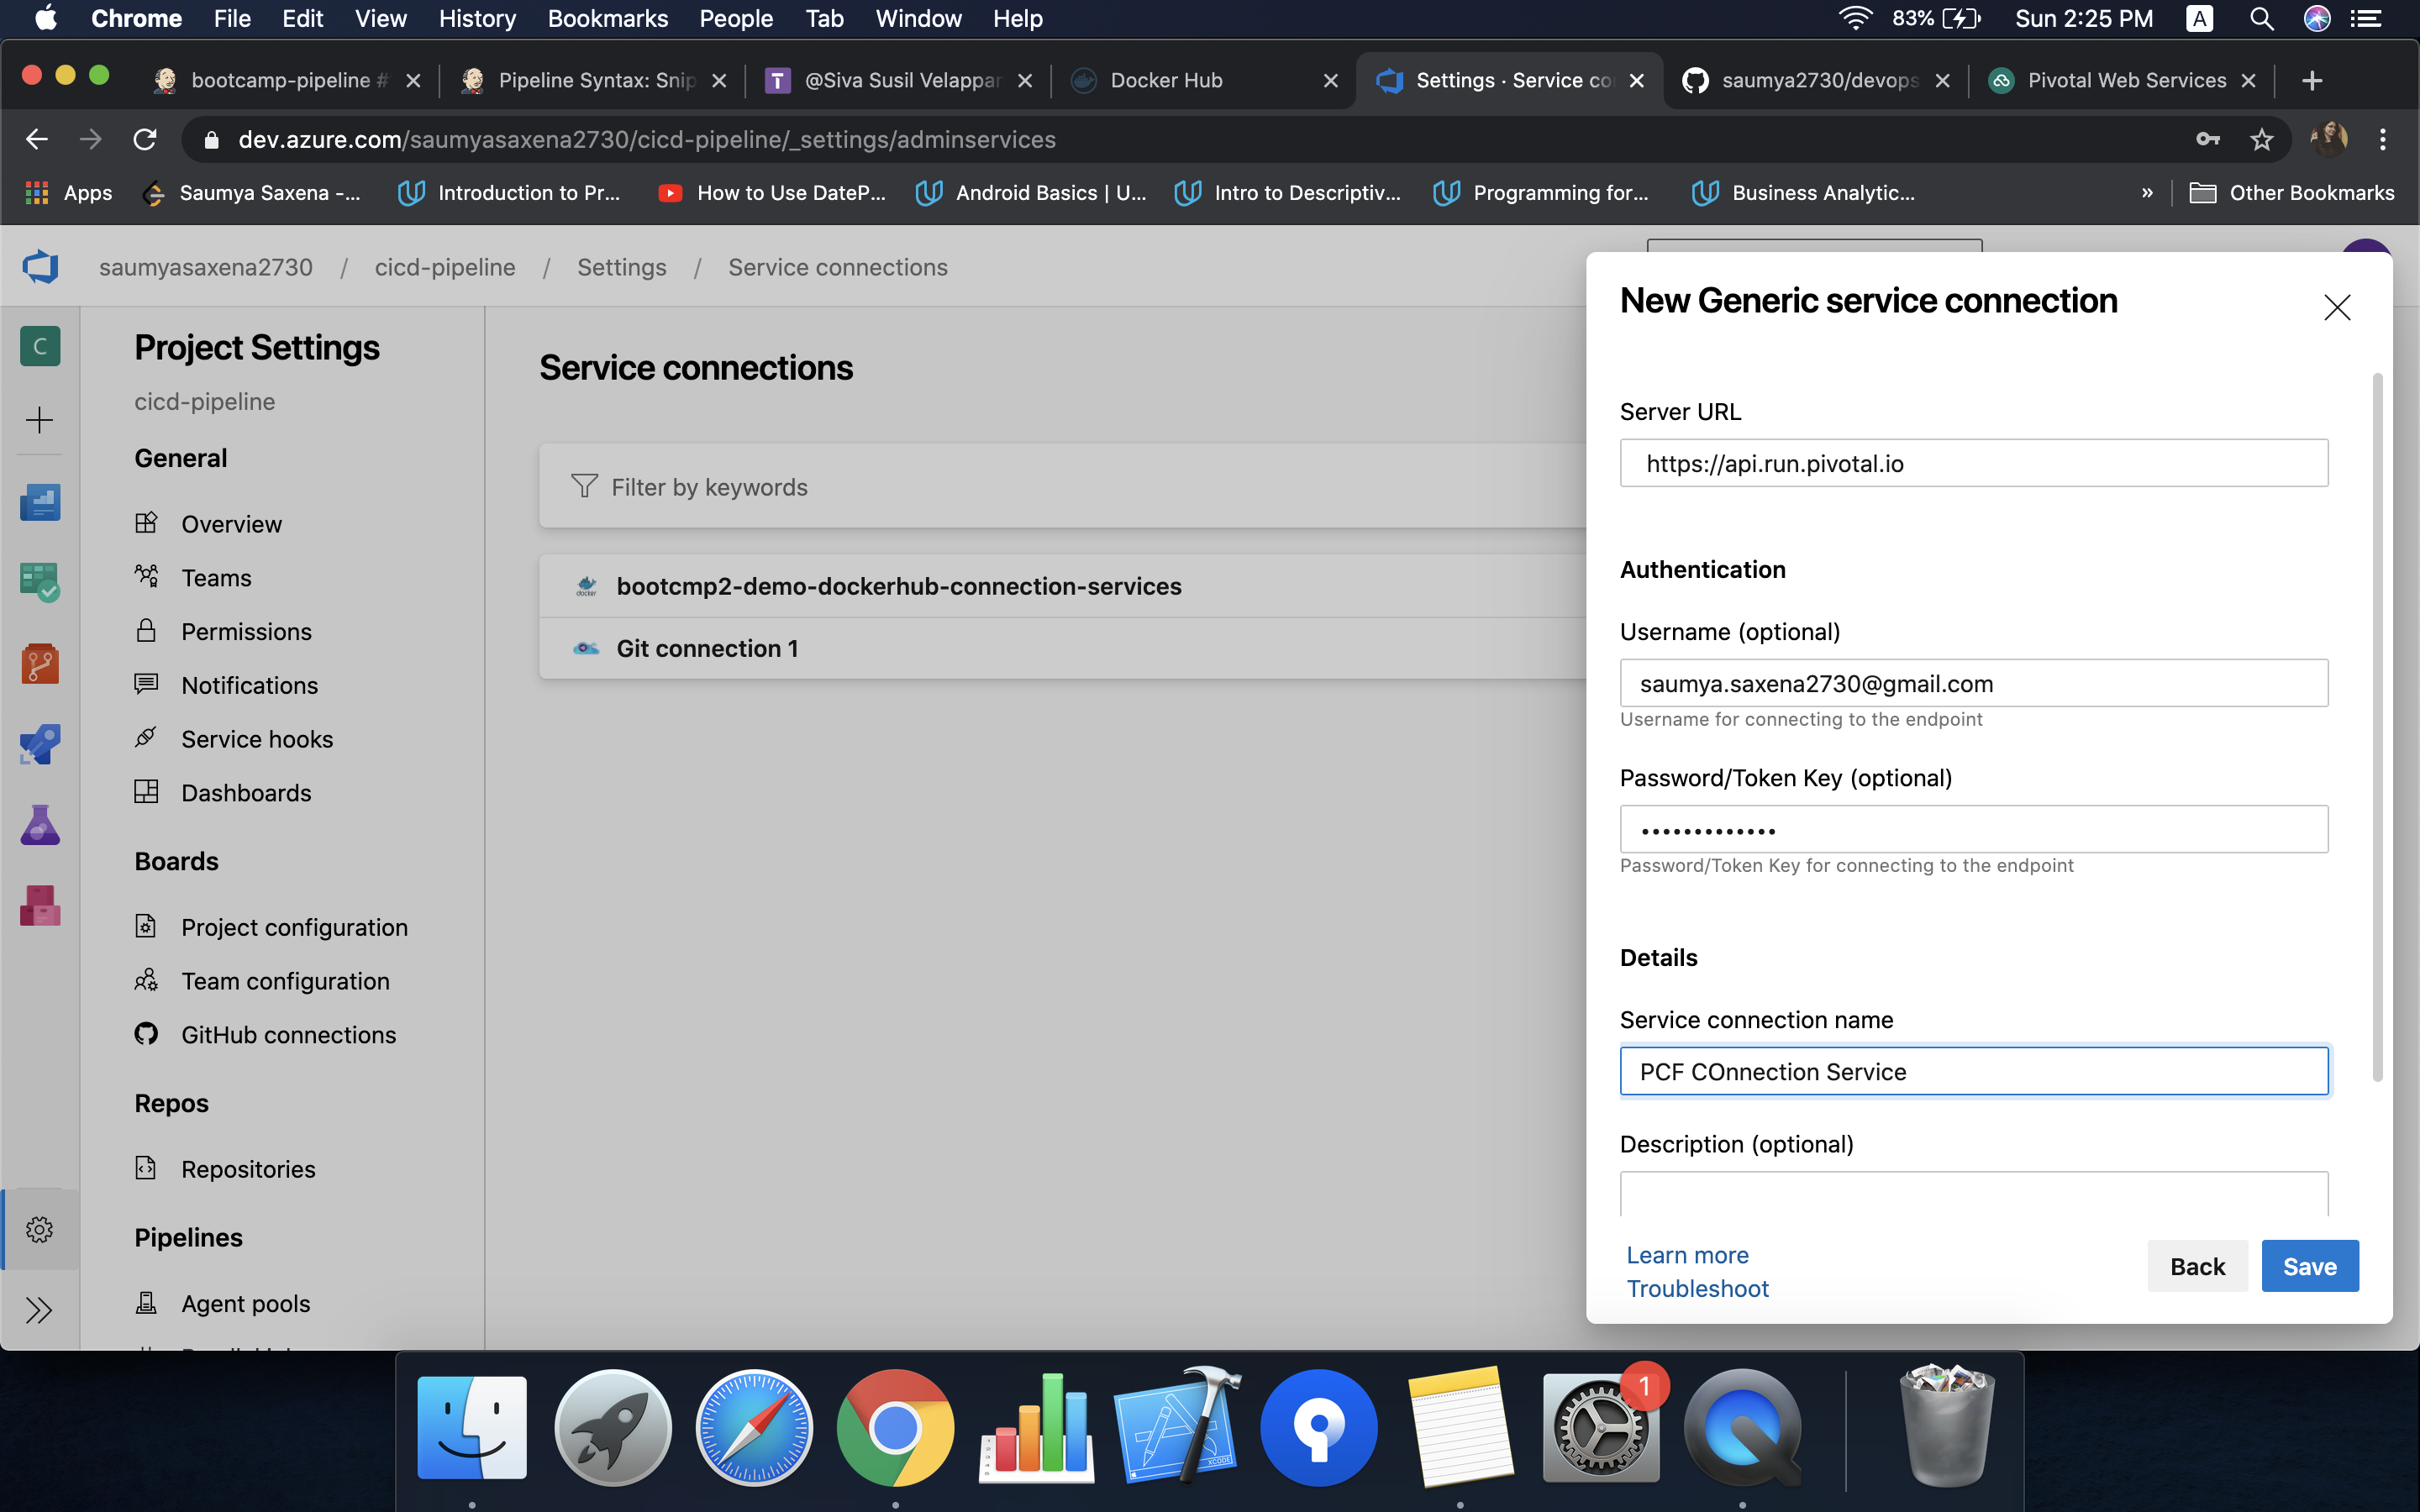 Chrome File Edit View History Bookmarks People Tab Window Help 83% Sun 2:25 PM A
bootcamp-pipeline # Pipeline Syntax: Snip T @Siva Susil Velappan Docker Hub Settings · Service co saumya2730/devops Pivotal Web Services
dev.azure.com/saumyasaxena2730/cicd-pipeline/_settings/adminservices
Apps Saumya Saxena -... Introduction to Pr... How to Use DateP... Android Basics | U... Intro to Descriptiv... Programming for... Business Analytic... » Other Bookmarks
saumyasaxena2730 / cicd-pipeline / Settings / Service connections
C
Project Settings
cicd-pipeline
General
Overview
Teams
Permissions
Notifications
Service hooks
Dashboards
Boards
Project configuration
Team configuration
GitHub connections
Repos
Repositories
Pipelines
Agent pools
Service connections
Filter by keywords
docker
bootcmp2-demo-dockerhub-connection-services
Git connection 1
New Generic service connection
Server URL
https://api.run.pivotal.io
Authentication
Username (optional)
saumya.saxena2730@gmail.com
Username for connecting to the endpoint
Password/Token Key (optional)
•••••••••••••
Password/Token Key for connecting to the endpoint
Details
Service connection name
PCF COnnection Service
Description (optional)
Learn more
Troubleshoot
Back
Save
XCODE
1